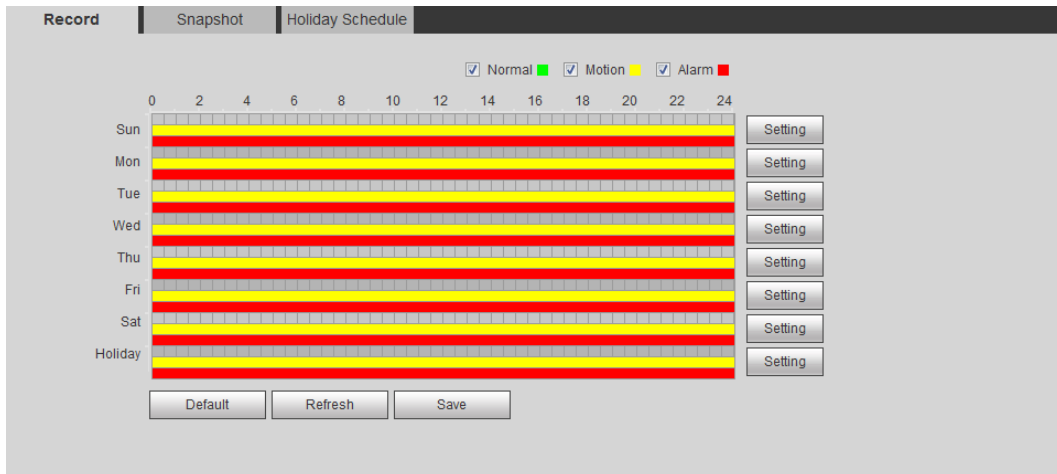 Record Snapshot Holiday Schedule
Normal Motion Alarm
0 2 4 6 8 10 12 14 16 18 20 22 24
Sun Setting
Mon Setting
Tue Setting
Wed Setting
Thu Setting
Fri Setting
Sat Setting
Holiday Setting
Default Refresh Save